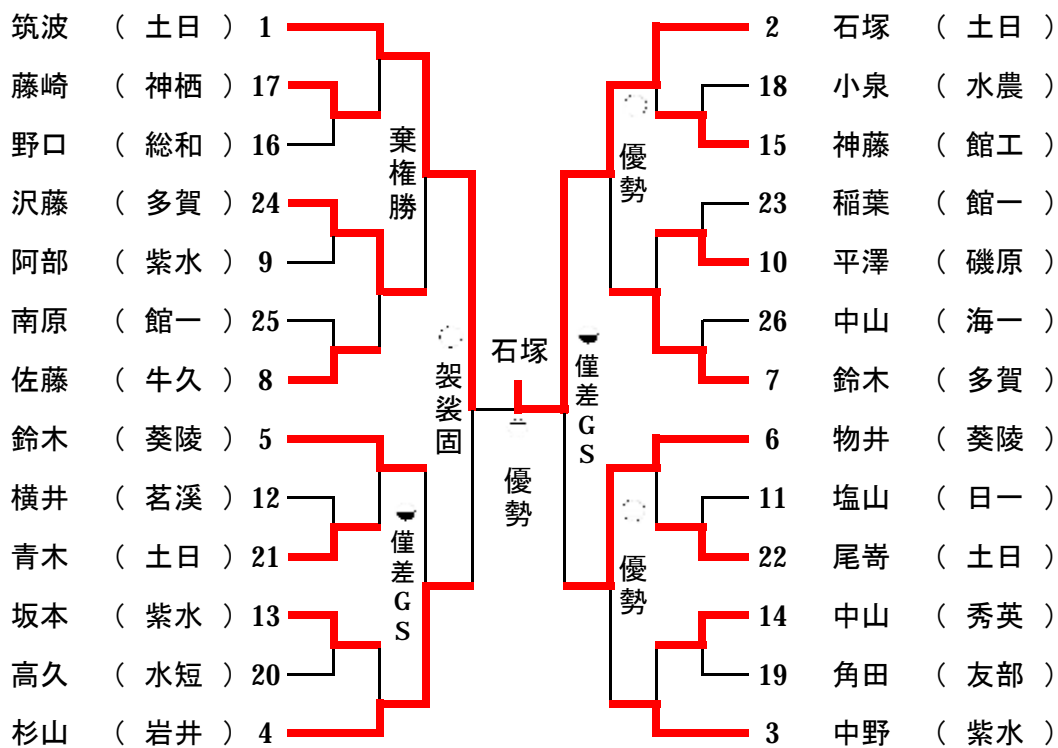 筑波 ( 土日 ) 1
藤崎 ( 神栖 ) 17
野口 ( 総和 ) 16
沢藤 ( 多賀 ) 24
阿部 ( 紫水 ) 9
南原 ( 館一 ) 25
佐藤 ( 牛久 ) 8
鈴木 ( 葵陵 ) 5
横井 ( 茗溪 ) 12
青木 ( 土日 ) 21
坂本 ( 紫水 ) 13
高久 ( 水短 ) 20
杉山 ( 岩井 ) 4
棄権勝
僅差GS
袈裟固
石塚
優勢
僅差GS
優勢
優勢
2 石塚 ( 土日 )
18 小泉 ( 水農 )
15 神藤 ( 館工 )
23 稲葉 ( 館一 )
10 平澤 ( 磯原 )
26 中山 ( 海一 )
7 鈴木 ( 多賀 )
6 物井 ( 葵陵 )
11 塩山 ( 日一 )
22 尾嵜 ( 土日 )
14 中山 ( 秀英 )
19 角田 ( 友部 )
3 中野 ( 紫水 )